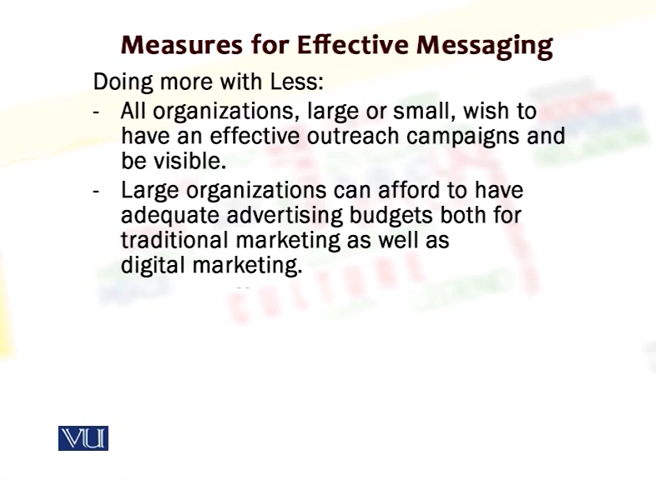 Measures for Effective Messaging
Doing more with Less:
- All organizations, large or small, wish to
have an effective outreach campaigns and
be visible.
- Large organizations can afford to have
adequate advertising budgets both for
traditional marketing as well as
digital marketing.
CULTURE
VU